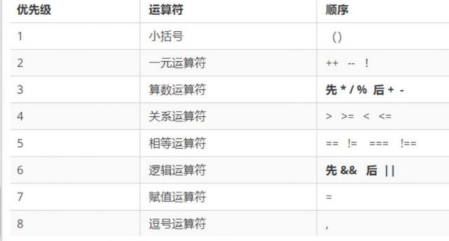 优先级 运算符 顺序
1 小括号 ()
2 一元运算符 ++ -- !
3 算数运算符 先 * / % 后 + -
4 关系运算符 > >= < <=
5 相等运算符 == != === !==
6 逻辑运算符 先 && 后 ||
7 赋值运算符 =
8 逗号运算符 ,